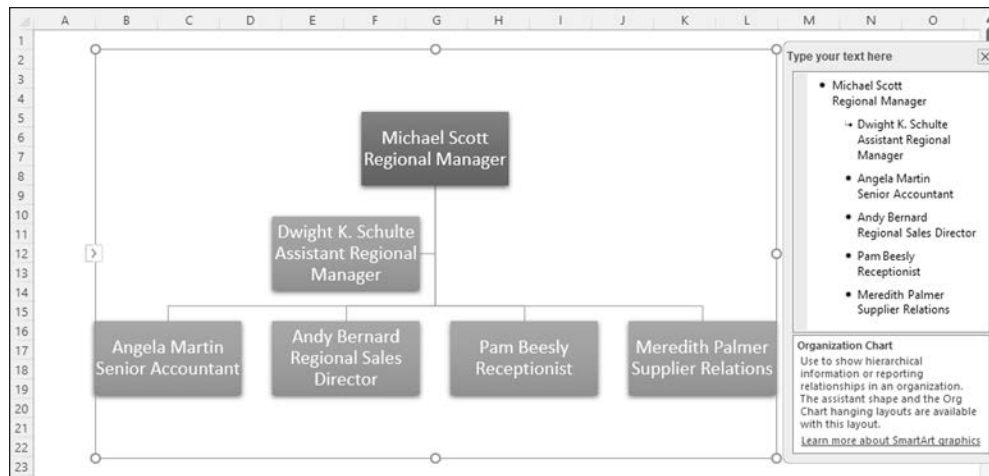 A B C D E F G H I J K L M N O
1
2
3
4
5
6
7
8
9
10
11
12
13
14
15
16
17
18
19
20
21
22
23
Michael Scott
Regional Manager
Dwight K. Schulte
Assistant Regional
Manager
Angela Martin
Senior Accountant
Andy Bernard
Regional Sales
Director
Pam Beesly
Receptionist
Meredith Palmer
Supplier Relations
Type your text here
Michael Scott
Regional Manager
Dwight K. Schulte
Assistant Regional
Manager
Angela Martin
Senior Accountant
Andy Bernard
Regional Sales Director
Pam Beesly
Receptionist
Meredith Palmer
Supplier Relations
Organization Chart
Use to show hierarchical
information or reporting
relationships in an organization.
The assistant shape and the Org
Chart hanging layouts are available
with this layout.
Learn more about SmartArt graphics